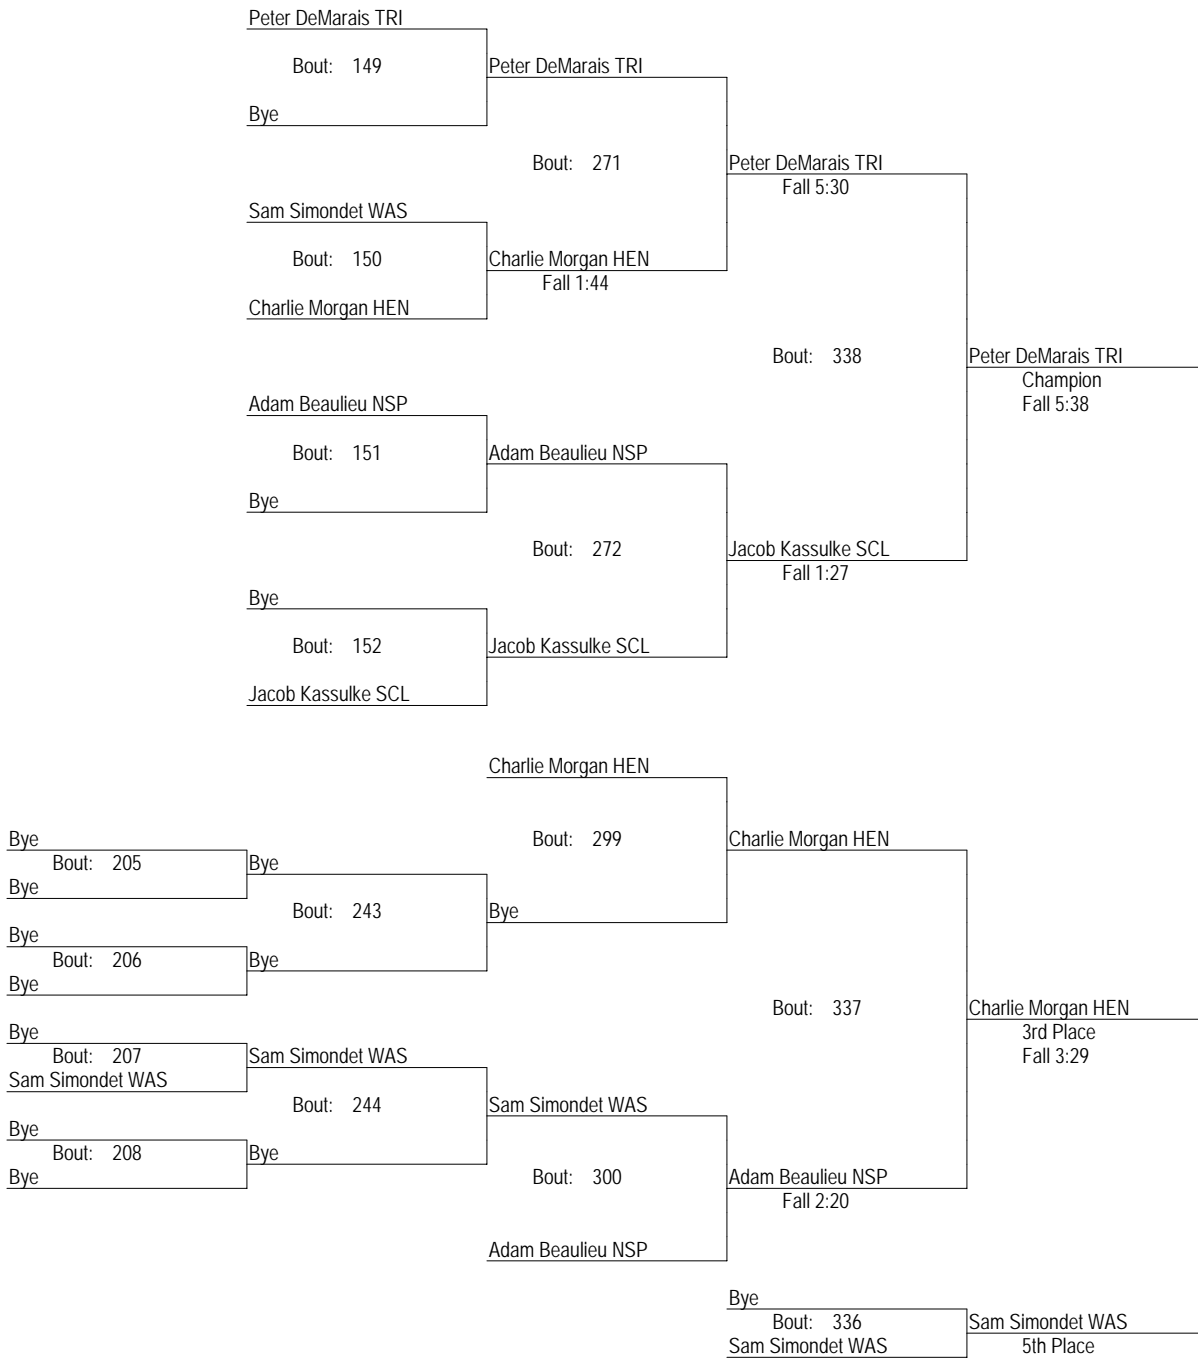 Peter DeMarais TRI
Bout: 149
Peter DeMarais TRI
Bye
Bout: 271
Peter DeMarais TRI
Fall 5:30
Sam Simondet WAS
Bout: 150
Charlie Morgan HEN
Fall 1:44
Charlie Morgan HEN
Bout: 338
Peter DeMarais TRI
Champion
Fall 5:38
Adam Beaulieu NSP
Bout: 151
Adam Beaulieu NSP
Bye
Bout: 272
Jacob Kassulke SCL
Fall 1:27
Bye
Bout: 152
Jacob Kassulke SCL
Jacob Kassulke SCL
Charlie Morgan HEN
Bout: 299
Charlie Morgan HEN
Bye
Bout: 205
Bye
Bye
Bout: 243
Bye
Bye
Bout: 206
Bye
Bye
Bout: 337
Charlie Morgan HEN
3rd Place
Fall 3:29
Bye
Bout: 207
Sam Simondet WAS
Sam Simondet WAS
Bout: 244
Sam Simondet WAS
Bye
Bout: 208
Bye
Bye
Bout: 300
Adam Beaulieu NSP
Fall 2:20
Adam Beaulieu NSP
Bye
Bout: 336
Sam Simondet WAS
Sam Simondet WAS
5th Place